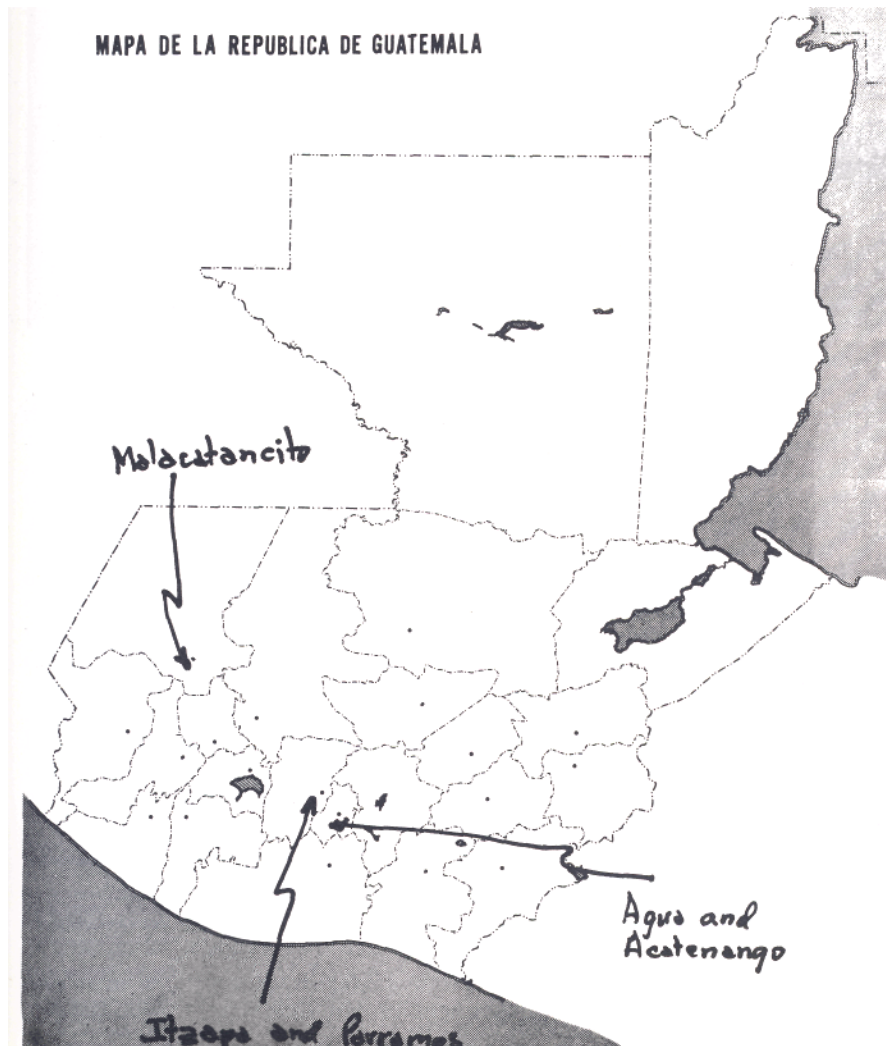 MAPA DE LA REPUBLICA DE GUATEMALA
Malacatancito
Agua and
Acatenango
Itzapa and Parramos